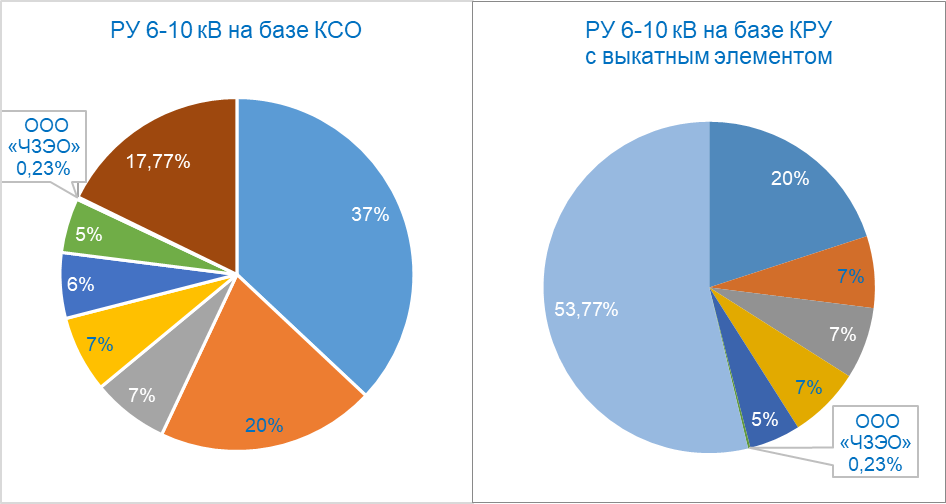 РУ 6-10 кВ на базе КСО
ООО
«ЧЗЭО»
0,23%
17,77%
37%
5%
6%
7%
7%
20%
РУ 6-10 кВ на базе КРУ
с выкатным элементом
20%
7%
53,77%
7%
7%
5%
ООО
«ЧЗЭО»
0,23%